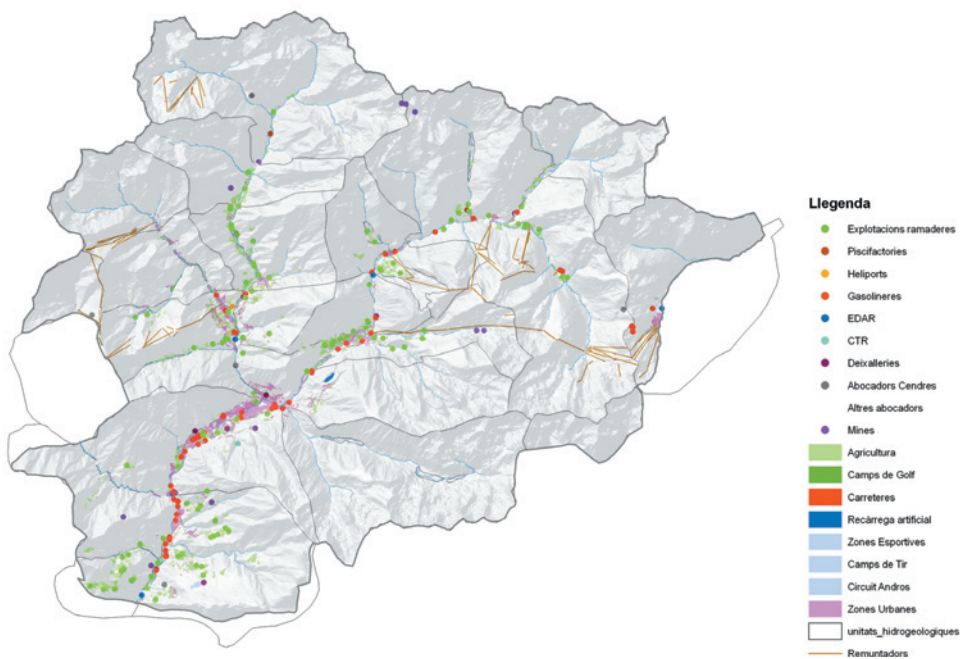 Llegenda
Explotacions ramaderes
Piscifactories
Heliports
Gasolineres
EDAR
CTR
Deixalleries
Abocadors Cendres
Altres abocadors
Mines
Agricultura
Camps de Golf
Carreteres
Recàrrega artificial
Zones Esportives
Camps de Tir
Circuit Andros
Zones Urbanes
unitats_hidrogeologiques
Remuntadors